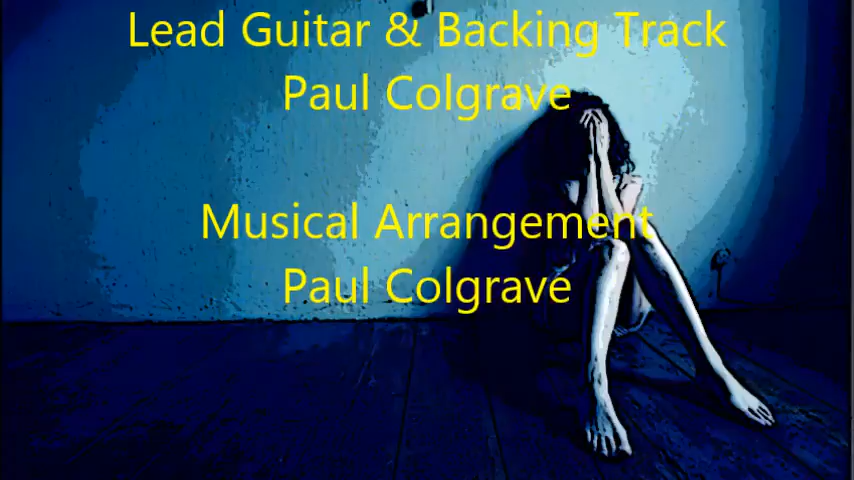 Lead Guitar & Backing Track
Paul Colgrave
Musical Arrangement
Paul Colgrave